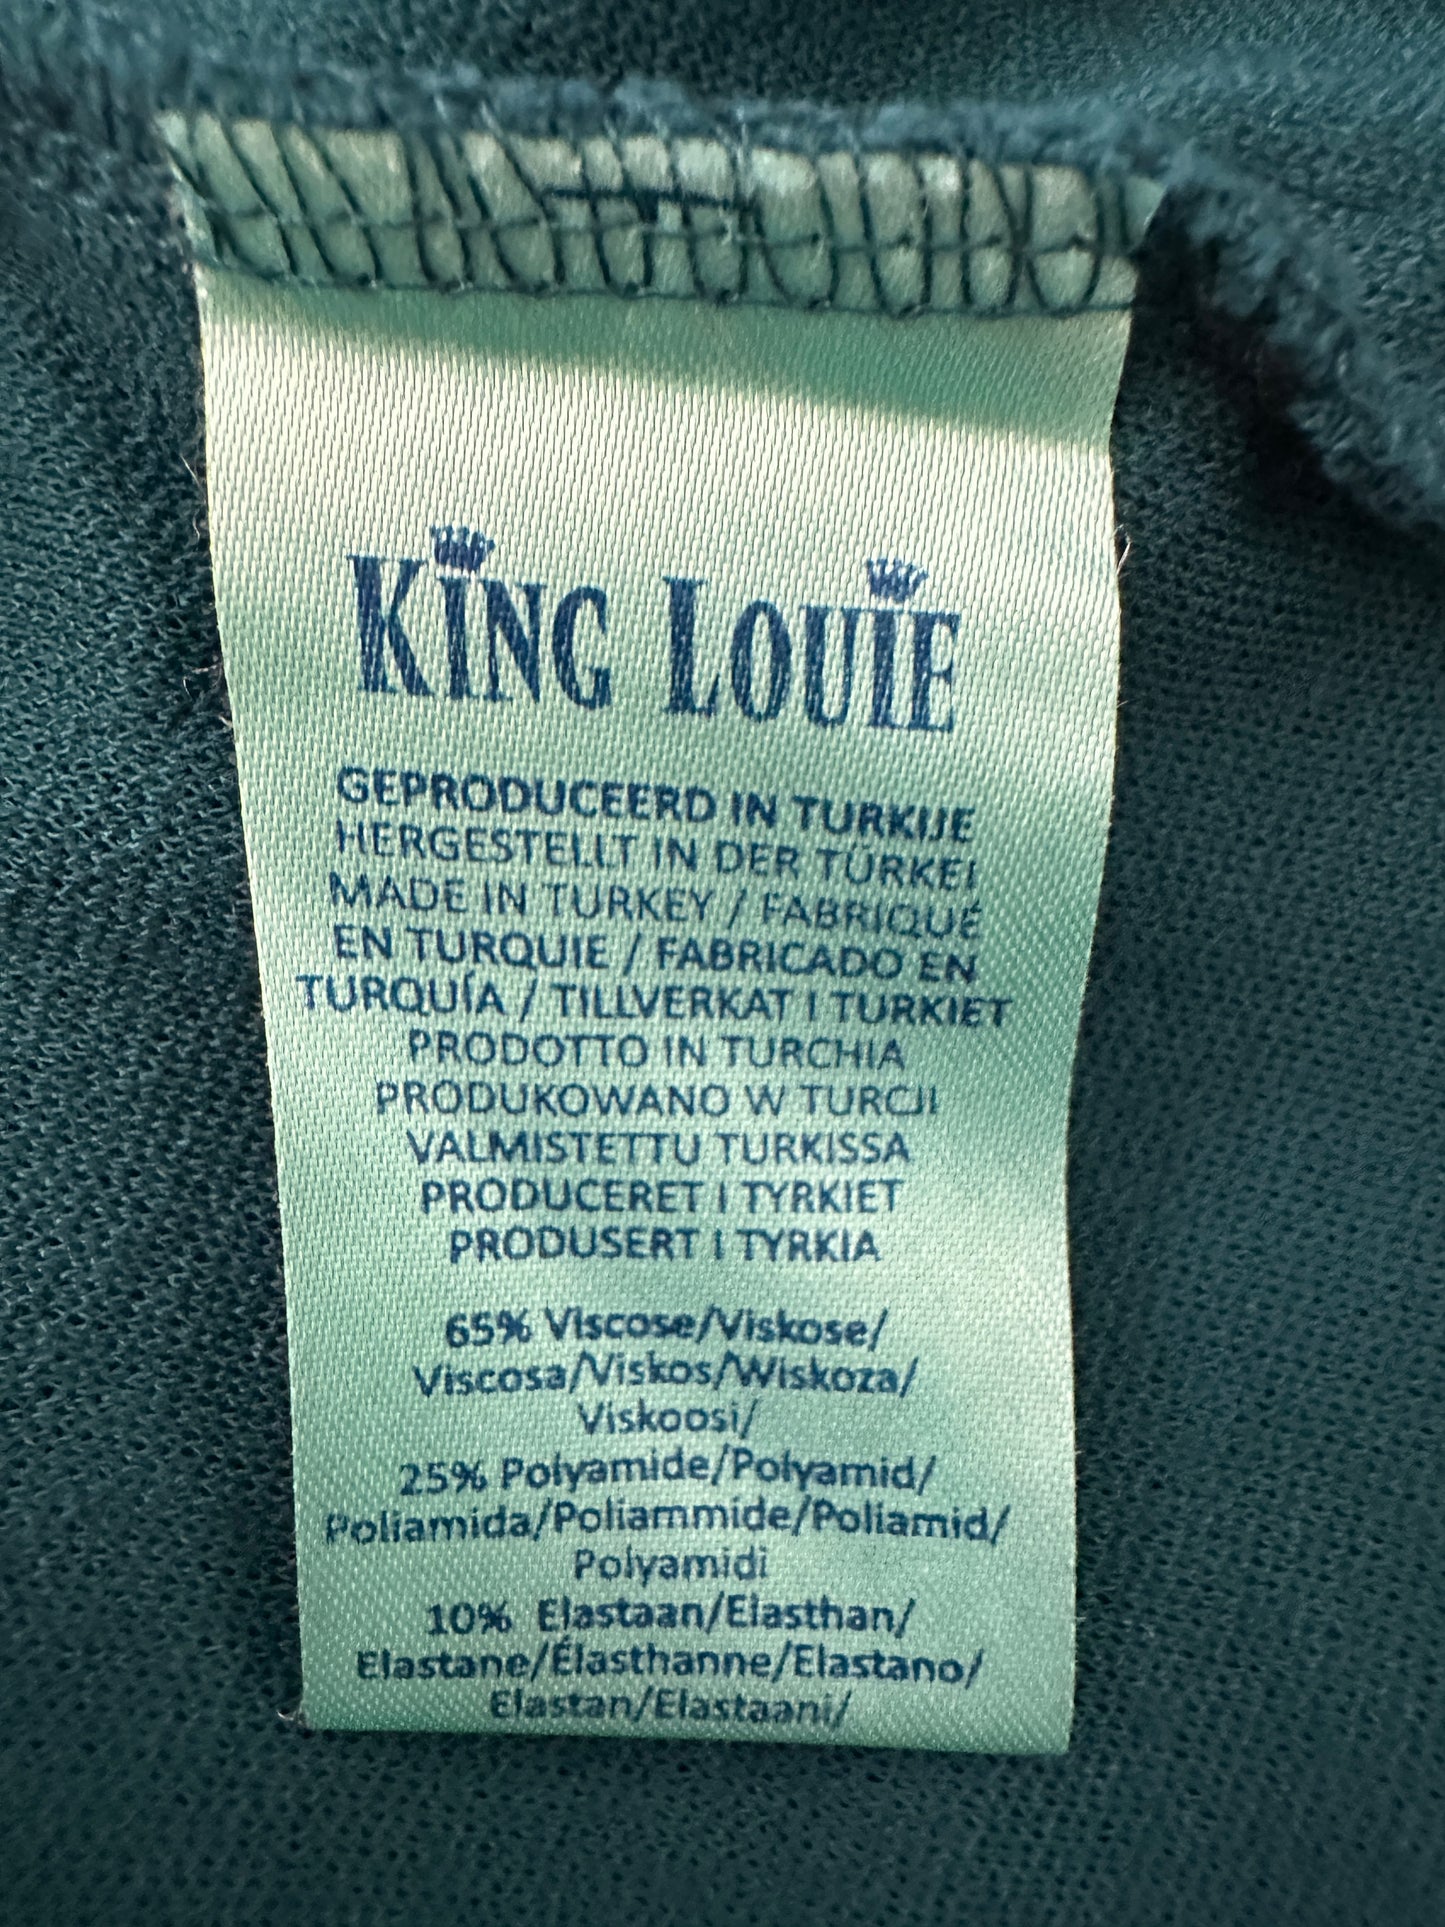 KING LOUIE
GEPRODUCEERD IN TURKIJE
HERGESTELLT IN DER TÜRKEI
MADE IN TURKEY / FABRIQUÉ
EN TURQUIE / FABRICADO EN
TURQUÍA / TILLVERKAT I TURKIET
PRODOTTO IN TURCHIA
PRODUKOWANO W TURCJI
VALMISTETTU TURKISSA
PRODUCERET I TYRKIET
PRODUSERT I TYRKIA
65% Viscose/Viskose/
Viscosa/Viskos/Wiskoza/
Viskoosi/
25% Polyamide/Polyamid/
Poliamida/Poliammide/Poliamid/
Polyamidi
10% Elastaan/Elasthan/
Elastane/Élasthanne/Elastano/
Elastan/Elastaani/